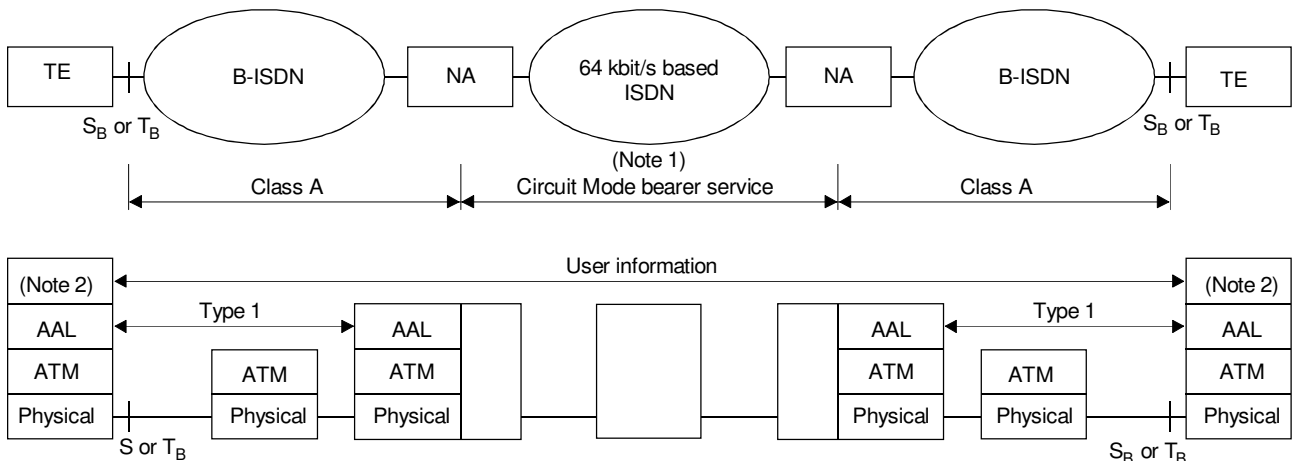 TE B-ISDN NA 64 kbit/s based ISDN NA B-ISDN TE
S_B or T_B S_B or T_B
(Note 1)
Class A Circuit Mode bearer service Class A
User information
(Note 2) (Note 2)
Type 1 Type 1
AAL AAL AAL AAL
ATM ATM ATM ATM ATM ATM
Physical Physical Physical Physical Physical Physical
S or T_B S_B or T_B